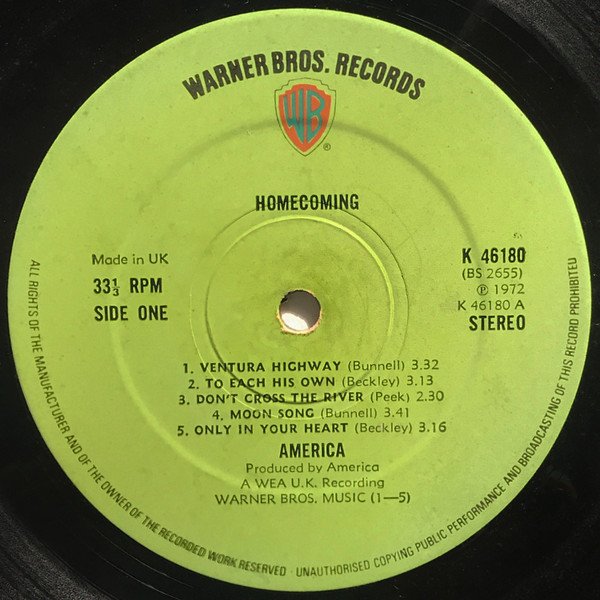 WARNER BROS. RECORDS
WB
®
HOMECOMING
Made in UK
33⅓ RPM
SIDE ONE
K 46180
(BS 2655)
℗ 1972
K 46180 A
STEREO
1. VENTURA HIGHWAY (Bunnell) 3.32
2. TO EACH HIS OWN (Beckley) 3.13
3. DON'T CROSS THE RIVER (Peek) 2.30
4. MOON SONG (Bunnell) 3.41
5. ONLY IN YOUR HEART (Beckley) 3.16
AMERICA
Produced by America
A WEA U.K. Recording
WARNER BROS. MUSIC (1—5)
ALL RIGHTS OF THE MANUFACTURER AND OF THE OWNER OF THE RECORDED WORK RESERVED · UNAUTHORISED COPYING PUBLIC PERFORMANCE AND BROADCASTING OF THIS RECORD PROHIBITED